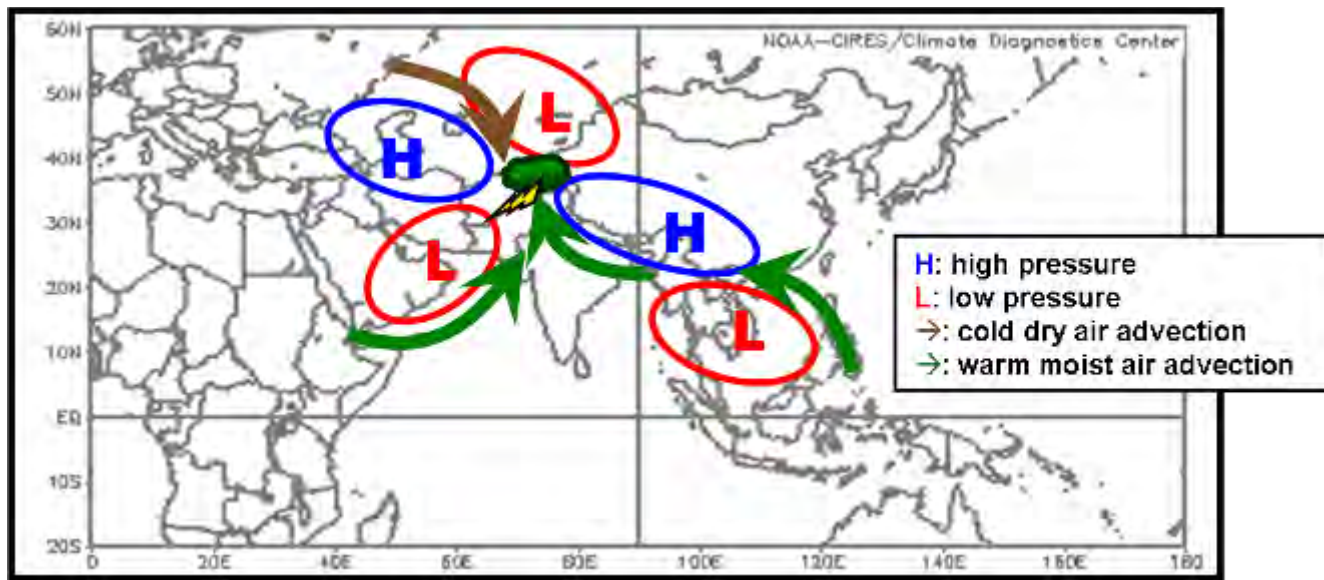 60N
NOAA-CIRES/Climate Diagnostics Center
50N
L
H
40N
30N
H
L
20N
L
10N
EQ
10S
20S
0
20E
40E
60E
80E
100E
120E
140E
160E
180
H: high pressure
L: low pressure
→: cold dry air advection
→: warm moist air advection